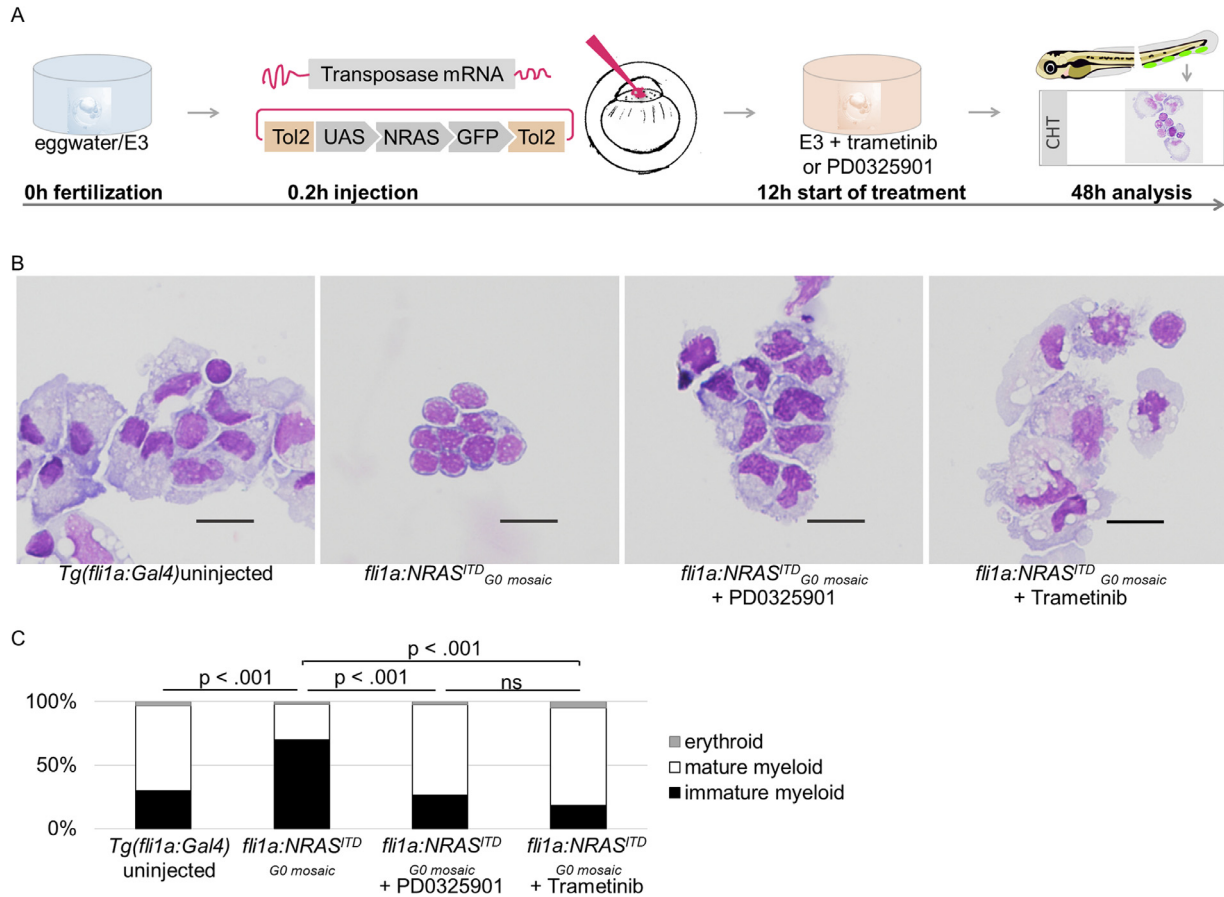 A
Transposase mRNA
Tol2 UAS NRAS GFP Tol2
eggwater/E3
E3 + trametinib
or PD0325901
CHT
0h fertilization
0.2h injection
12h start of treatment
48h analysis
B
Tg(fli1a:Gal4)uninjected
fli1a:NRASITD G0 mosaic
fli1a:NRASITD G0 mosaic
+ PD0325901
fli1a:NRASITD G0 mosaic
+ Trametinib
C
p < .001
p < .001
p < .001
ns
100%
50%
0%
erythroid
mature myeloid
immature myeloid
Tg(fli1a:Gal4)
uninjected
fli1a:NRASITD
G0 mosaic
fli1a:NRASITD
G0 mosaic
+ PD0325901
fli1a:NRASITD
G0 mosaic
+ Trametinib